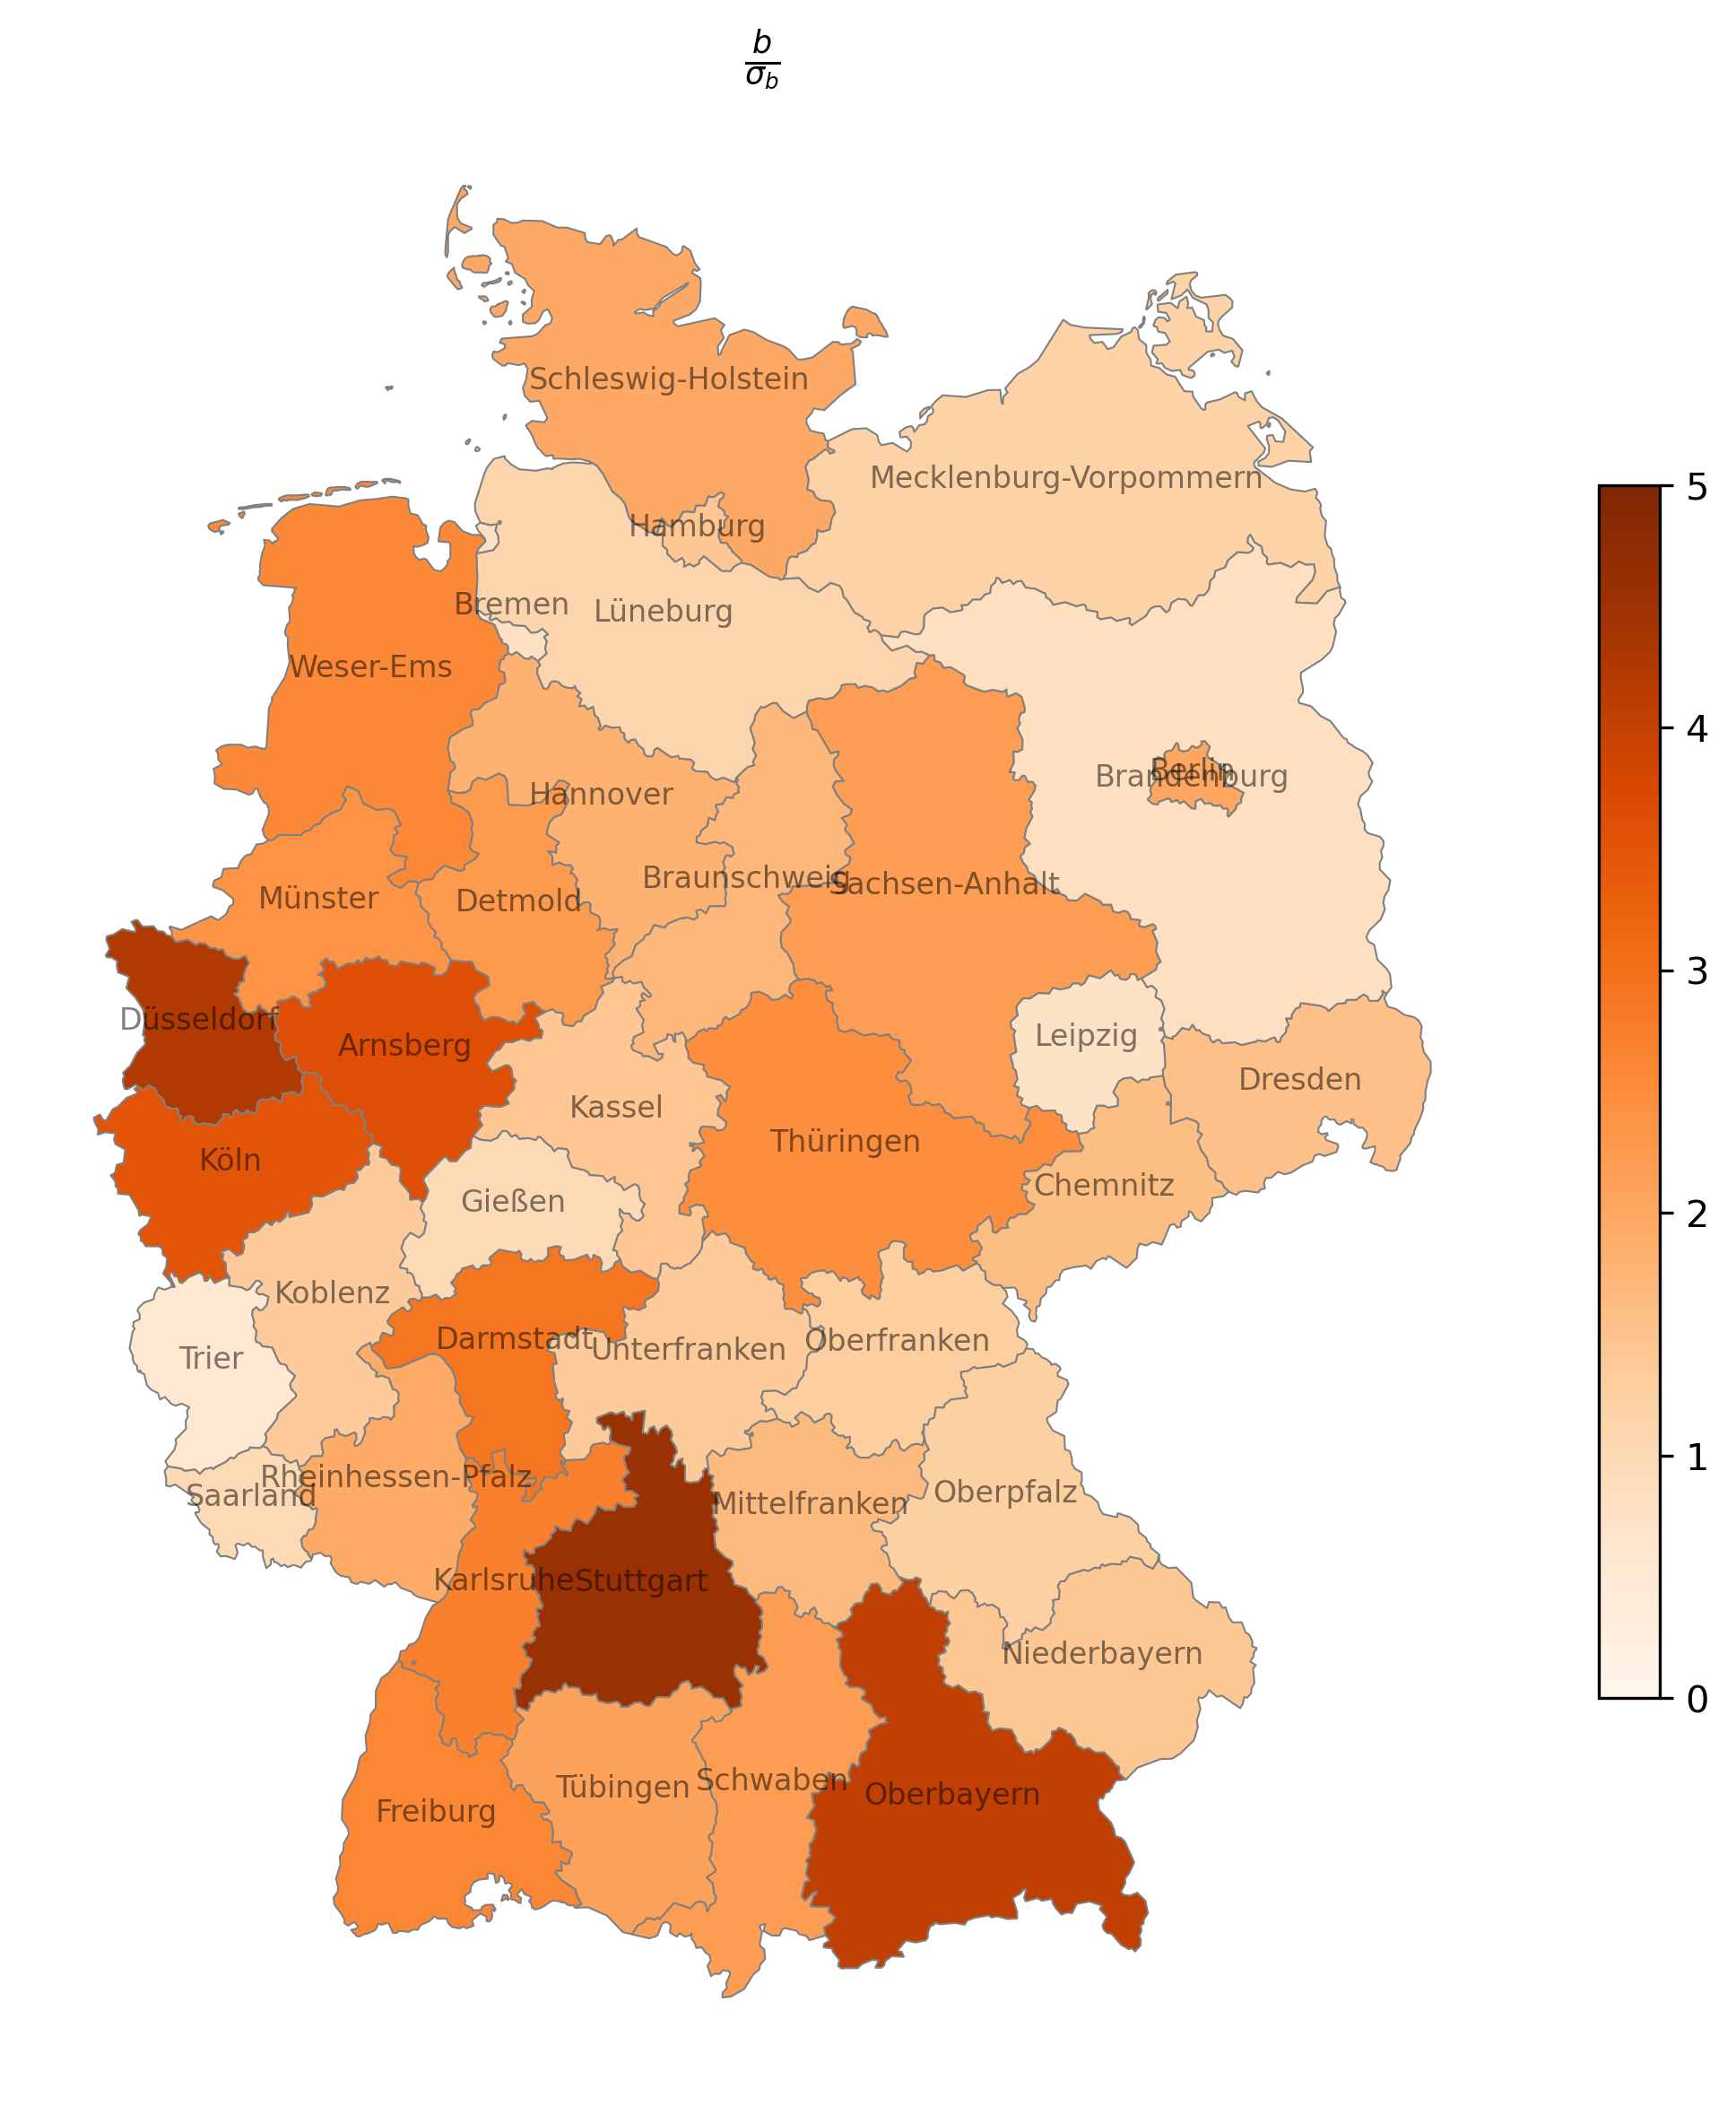 b
σb
Schleswig-Holstein
Mecklenburg-Vorpommern
Hamburg
Bremen
Lüneburg
Weser-Ems
Berlin
Brandenburg
Hannover
Braunschweig
Sachsen-Anhalt
Münster
Detmold
Düsseldorf
Arnsberg
Leipzig
Dresden
Kassel
Thüringen
Köln
Chemnitz
Gießen
Koblenz
Darmstadt
Unterfranken
Oberfranken
Trier
Rheinhessen-Pfalz
Saarland
Mittelfranken
Oberpfalz
Karlsruhe
Stuttgart
Niederbayern
Tübingen
Schwaben
Oberbayern
Freiburg
5
4
3
2
1
0